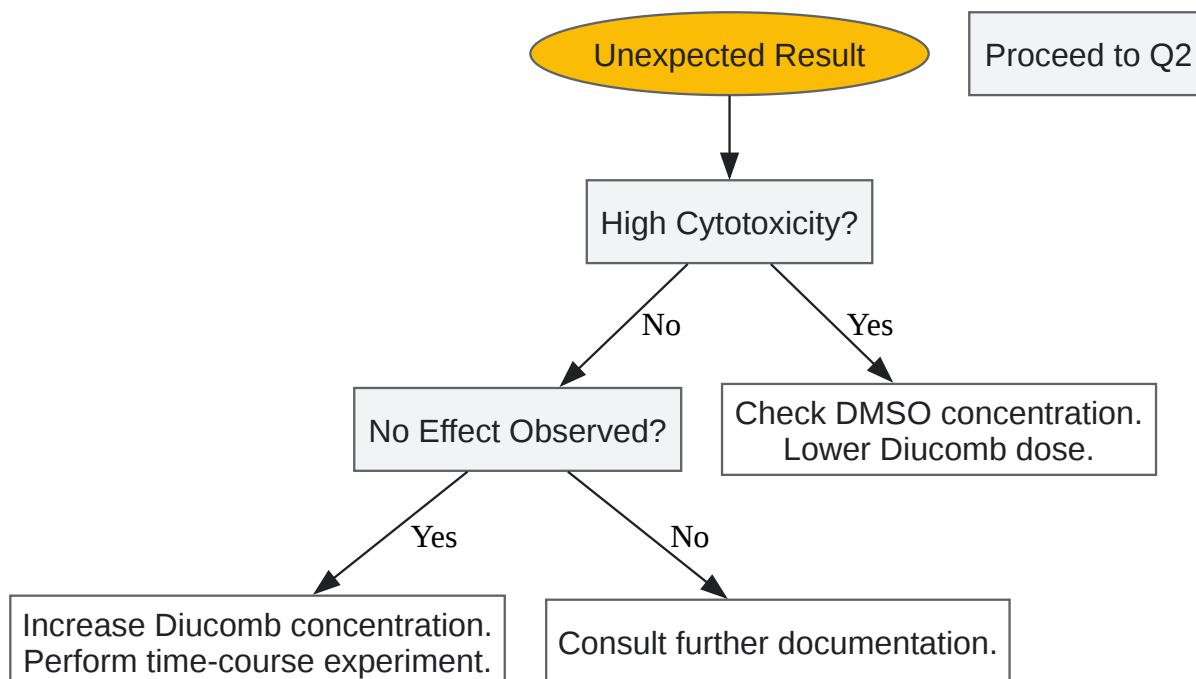 Unexpected Result
Proceed to Q2
High Cytotoxicity?
No
Yes
No Effect Observed?
Check DMSO concentration.
Lower Diucomb dose.
Yes
No
Increase Diucomb concentration.
Perform time-course experiment.
Consult further documentation.